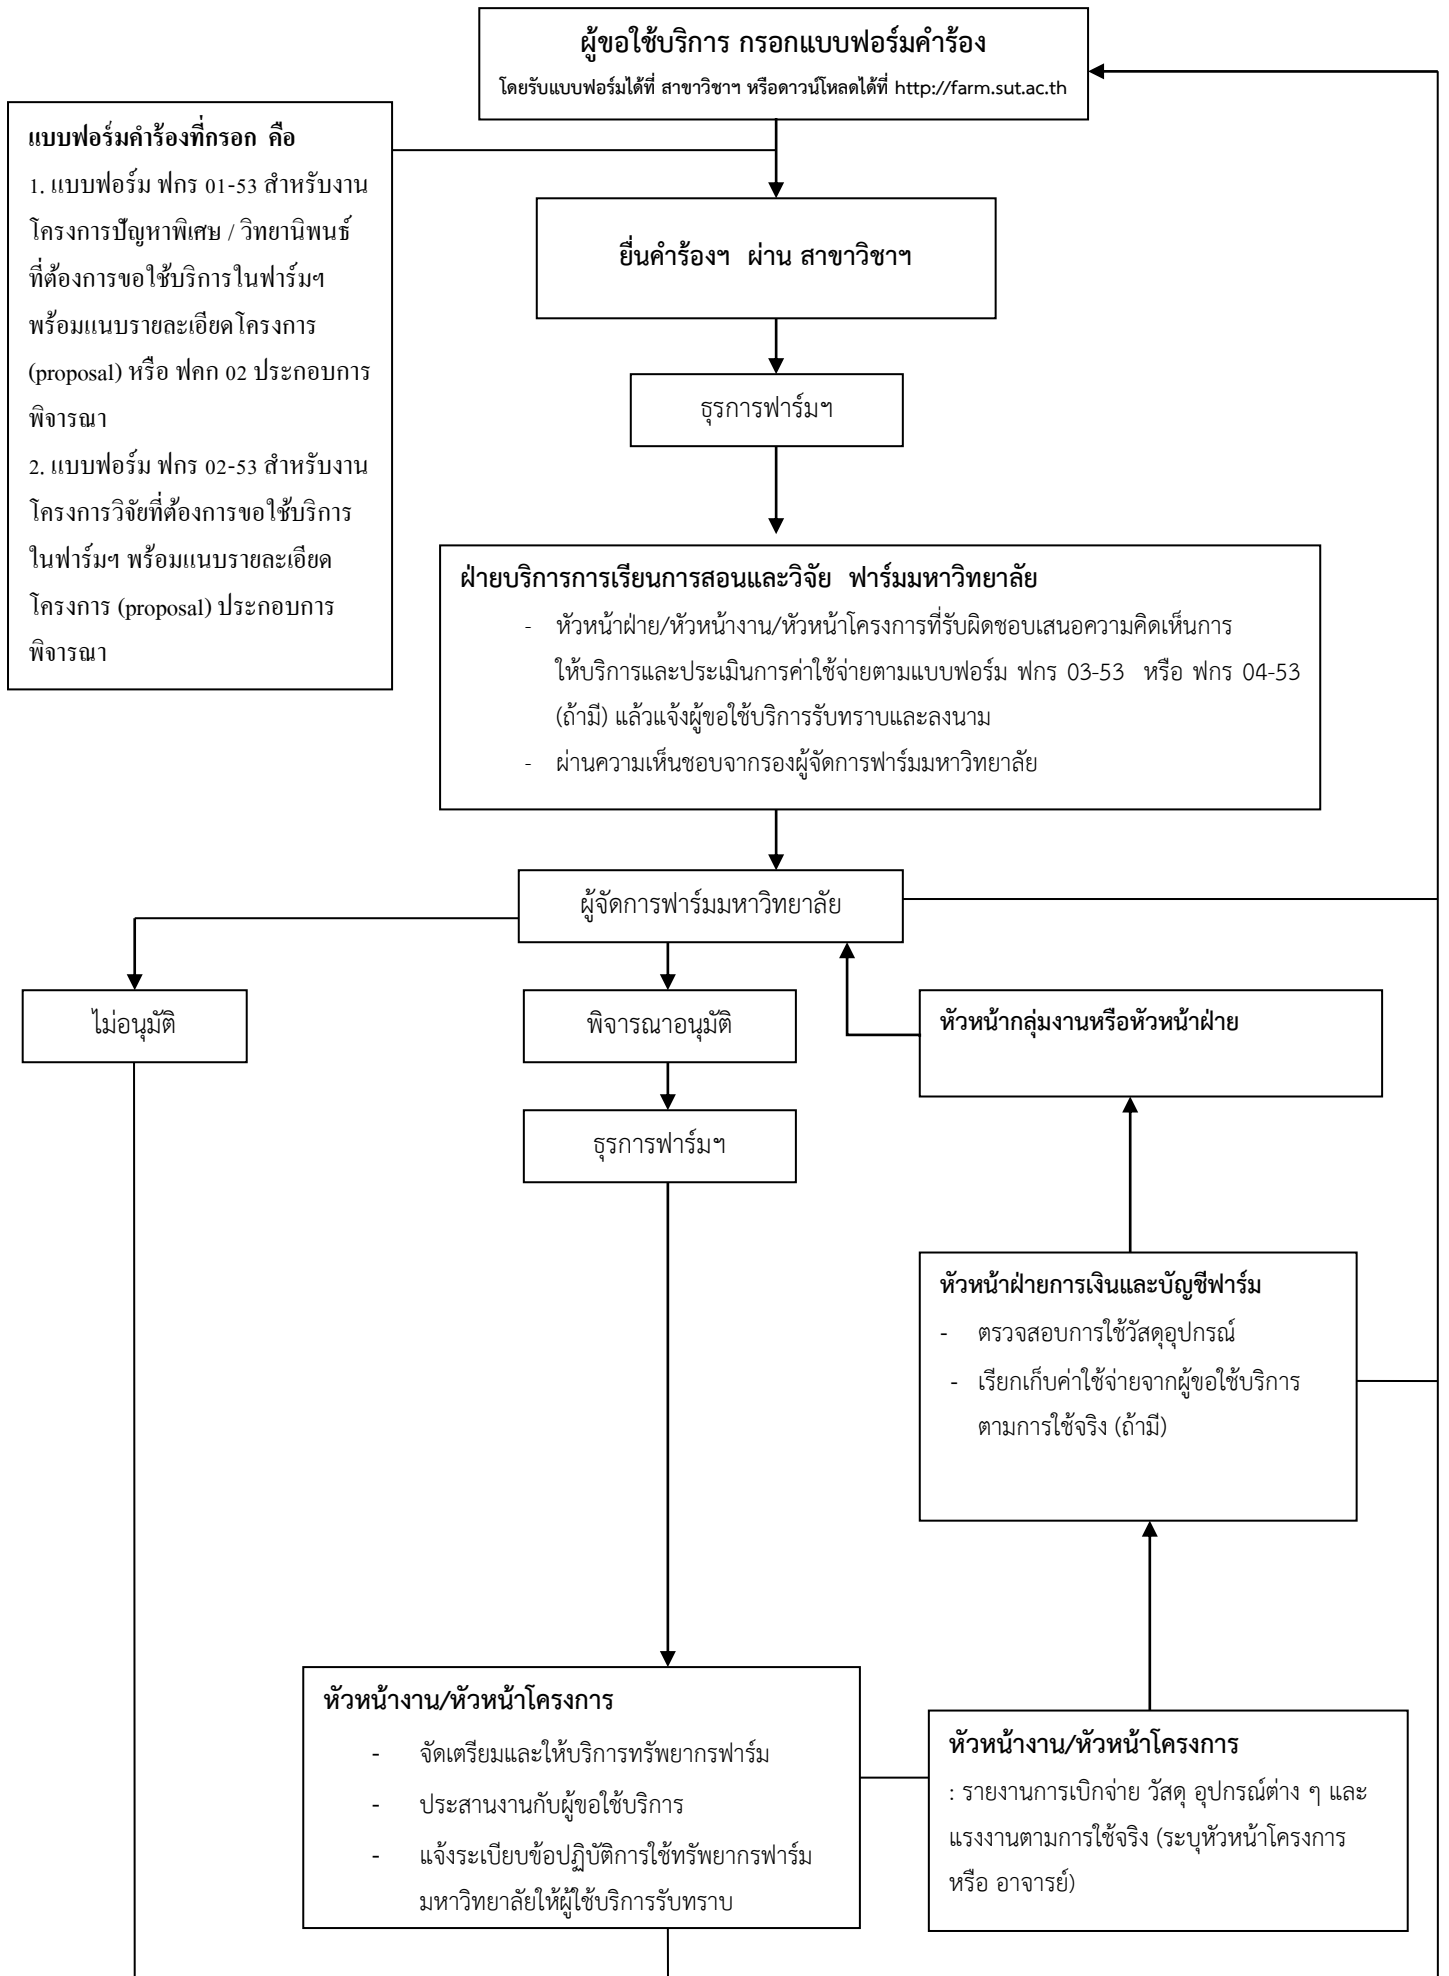 ผู้ขอใช้บริการ กรอกแบบฟอร์มคำร้อง
โดยรับแบบฟอร์มได้ที่ สาขาวิชาฯ หรือดาวน์โหลดได้ที่ http://farm.sut.ac.th
แบบฟอร์มคำร้องที่กรอก คือ
1. แบบฟอร์ม ฟกร 01-53 สำหรับงาน
โครงการปัญหาพิเศษ / วิทยานิพนธ์
ที่ต้องการขอใช้บริการในฟาร์มฯ
พร้อมแนบรายละเอียดโครงการ
(proposal) หรือ ฟคก 02 ประกอบการ
พิจารณา
2. แบบฟอร์ม ฟกร 02-53 สำหรับงาน
โครงการวิจัยที่ต้องการขอใช้บริการ
ในฟาร์มฯ พร้อมแนบรายละเอียด
โครงการ (proposal) ประกอบการ
พิจารณา
ยื่นคำร้องฯ ผ่าน สาขาวิชาฯ
ธุรการฟาร์มฯ
ฝ่ายบริการการเรียนการสอนและวิจัย ฟาร์มมหาวิทยาลัย
- หัวหน้าฝ่าย/หัวหน้างาน/หัวหน้าโครงการที่รับผิดชอบเสนอความคิดเห็นการ
ให้บริการและประเมินการค่าใช้จ่ายตามแบบฟอร์ม ฟกร 03-53 หรือ ฟกร 04-53
(ถ้ามี) แล้วแจ้งผู้ขอใช้บริการรับทราบและลงนาม
- ผ่านความเห็นชอบจากรองผู้จัดการฟาร์มมหาวิทยาลัย
ผู้จัดการฟาร์มมหาวิทยาลัย
ไม่อนุมัติ
พิจารณาอนุมัติ
หัวหน้ากลุ่มงานหรือหัวหน้าฝ่าย
ธุรการฟาร์มฯ
หัวหน้าฝ่ายการเงินและบัญชีฟาร์ม
- ตรวจสอบการใช้วัสดุอุปกรณ์
- เรียกเก็บค่าใช้จ่ายจากผู้ขอใช้บริการ
ตามการใช้จริง (ถ้ามี)
หัวหน้างาน/หัวหน้าโครงการ
- จัดเตรียมและให้บริการทรัพยากรฟาร์ม
- ประสานงานกับผู้ขอใช้บริการ
- แจ้งระเบียบข้อปฏิบัติการใช้ทรัพยากรฟาร์ม
มหาวิทยาลัยให้ผู้ใช้บริการรับทราบ
หัวหน้างาน/หัวหน้าโครงการ
: รายงานการเบิกจ่าย วัสดุ อุปกรณ์ต่าง ๆ และ
แรงงานตามการใช้จริง (ระบุหัวหน้าโครงการ
หรือ อาจารย์)